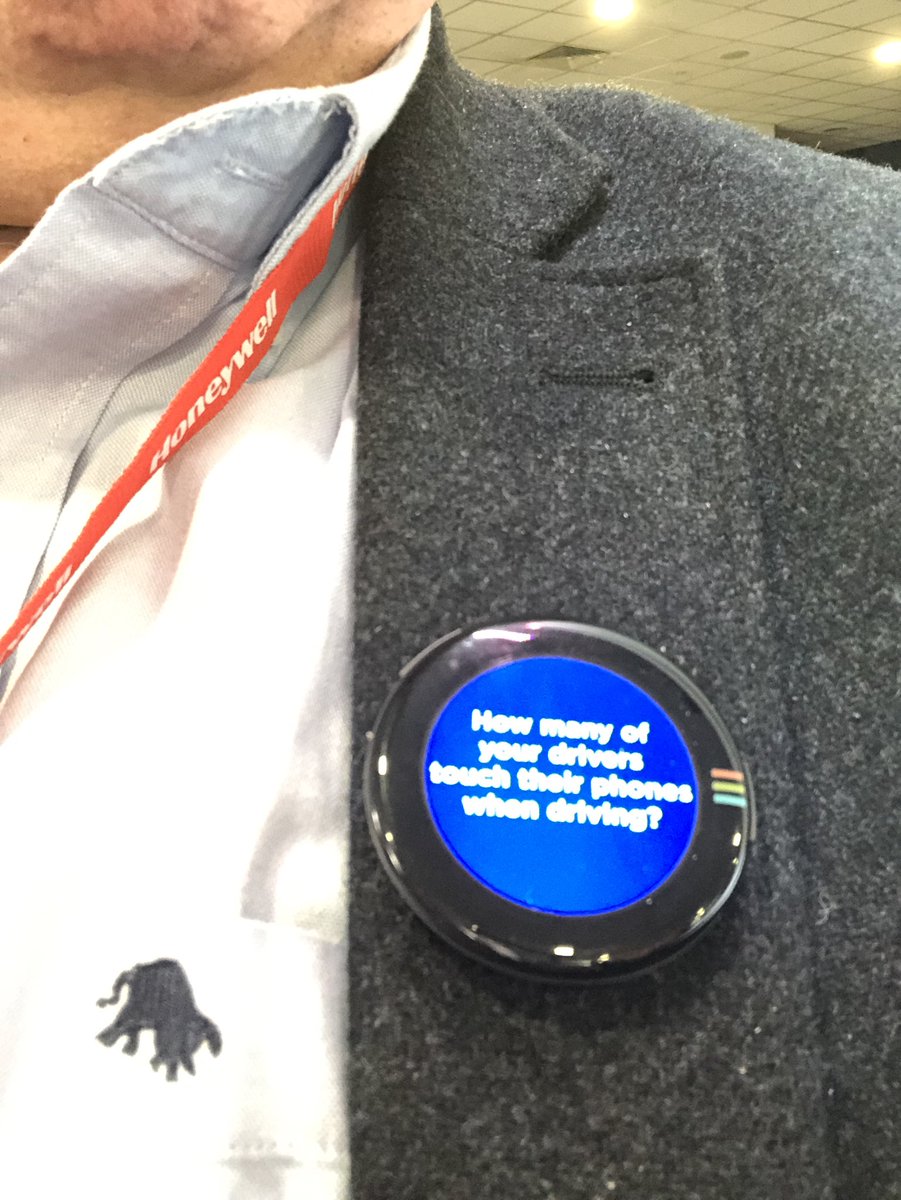 Honeywell
How many of
your drivers
touch their phones
when driving?